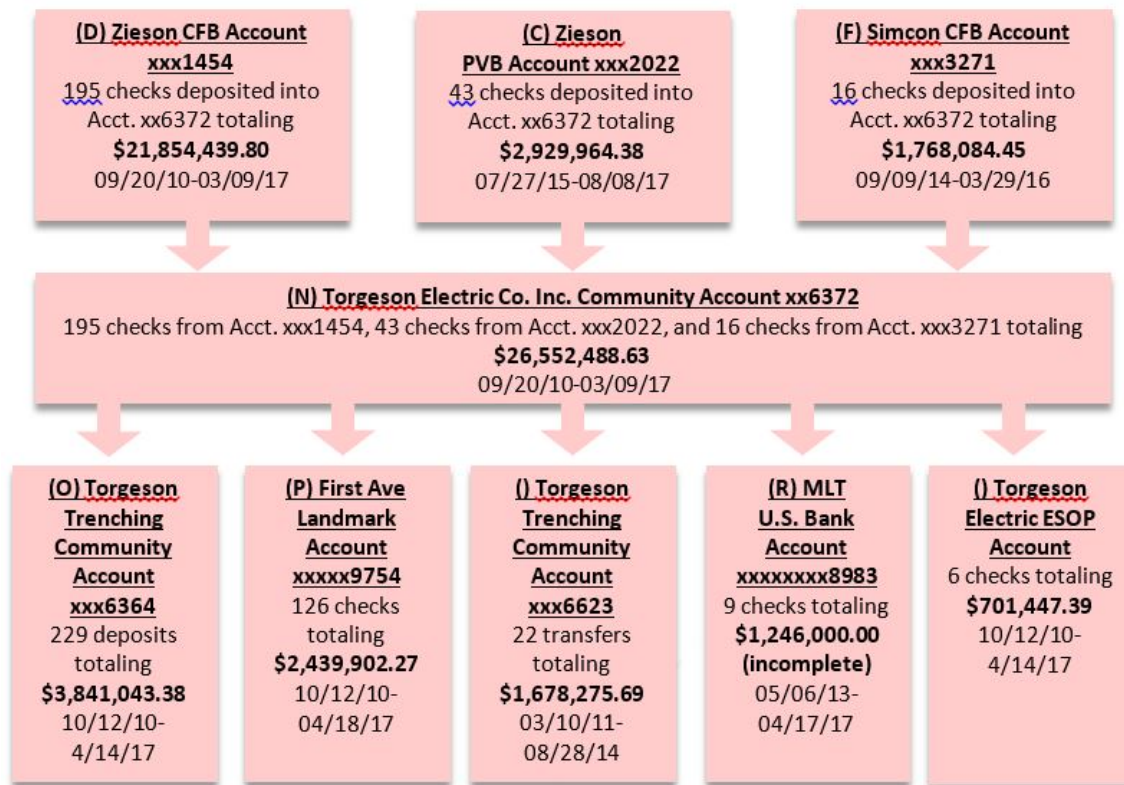 (D) Zieson CFB Account
xxx1454
195 checks deposited into
Acct. xx6372 totaling
$21,854,439.80
09/20/10-03/09/17
(C) Zieson
PVB Account xxx2022
43 checks deposited into
Acct. xx6372 totaling
$2,929,964.38
07/27/15-08/08/17
(F) Simcon CFB Account
xxx3271
16 checks deposited into
Acct. xx6372 totaling
$1,768,084.45
09/09/14-03/29/16
(N) Torgeson Electric Co. Inc. Community Account xx6372
195 checks from Acct. xxx1454, 43 checks from Acct. xxx2022, and 16 checks from Acct. xxx3271 totaling
$26,552,488.63
09/20/10-03/09/17
(O) Torgeson
Trenching
Community
Account
xxx6364
229 deposits
totaling
$3,841,043.38
10/12/10-
4/14/17
(P) First Ave
Landmark
Account
xxxxx9754
126 checks
totaling
$2,439,902.27
10/12/10-
04/18/17
() Torgeson
Trenching
Community
Account
xxx6623
22 transfers
totaling
$1,678,275.69
03/10/11-
08/28/14
(R) MLT
U.S. Bank
Account
xxxxxxxx8983
9 checks totaling
$1,246,000.00
(incomplete)
05/06/13-
04/17/17
() Torgeson
Electric ESOP
Account
6 checks totaling
$701,447.39
10/12/10-
4/14/17